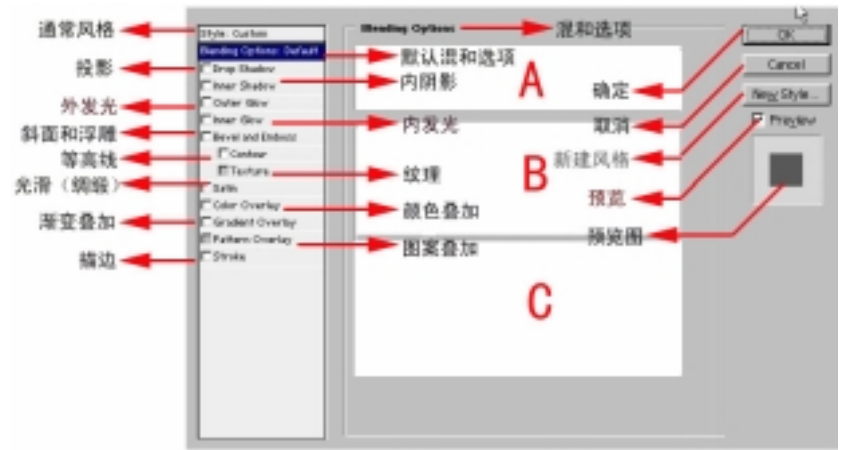 通常风格
Style: Custom
Blending Options
混和选项
OK
Blending Options: Default
默认混和选项
投影
Drop Shadow
Cancel
Inner Shadow
内阴影
A
确定
New Style...
外发光
Outer Glow
Inner Glow
内发光
取消
Preview
斜面和浮雕
Bevel and Emboss
等高线
Contour
B
新建风格
Texture
纹理
光滑（绸缎）
Satin
预览
Color Overlay
颜色叠加
渐变叠加
Gradient Overlay
预览图
Pattern Overlay
图案叠加
描边
Stroke
C